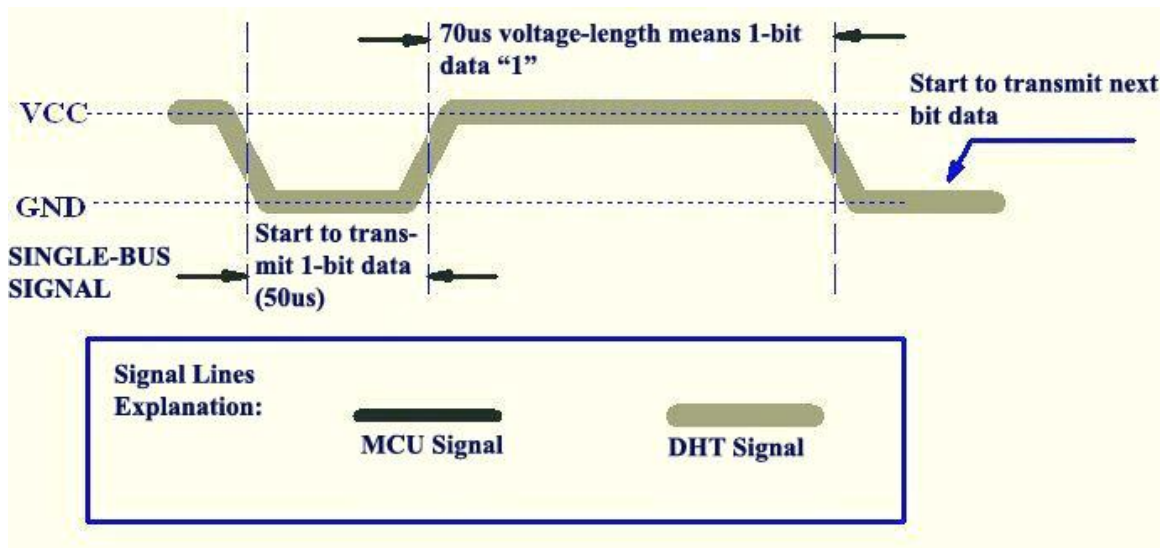 70us voltage-length means 1-bit
data “1”
Start to transmit next
bit data
VCC
GND
SINGLE-BUS
SIGNAL
Start to trans-
mit 1-bit data
(50us)
Signal Lines
Explanation:
MCU Signal
DHT Signal